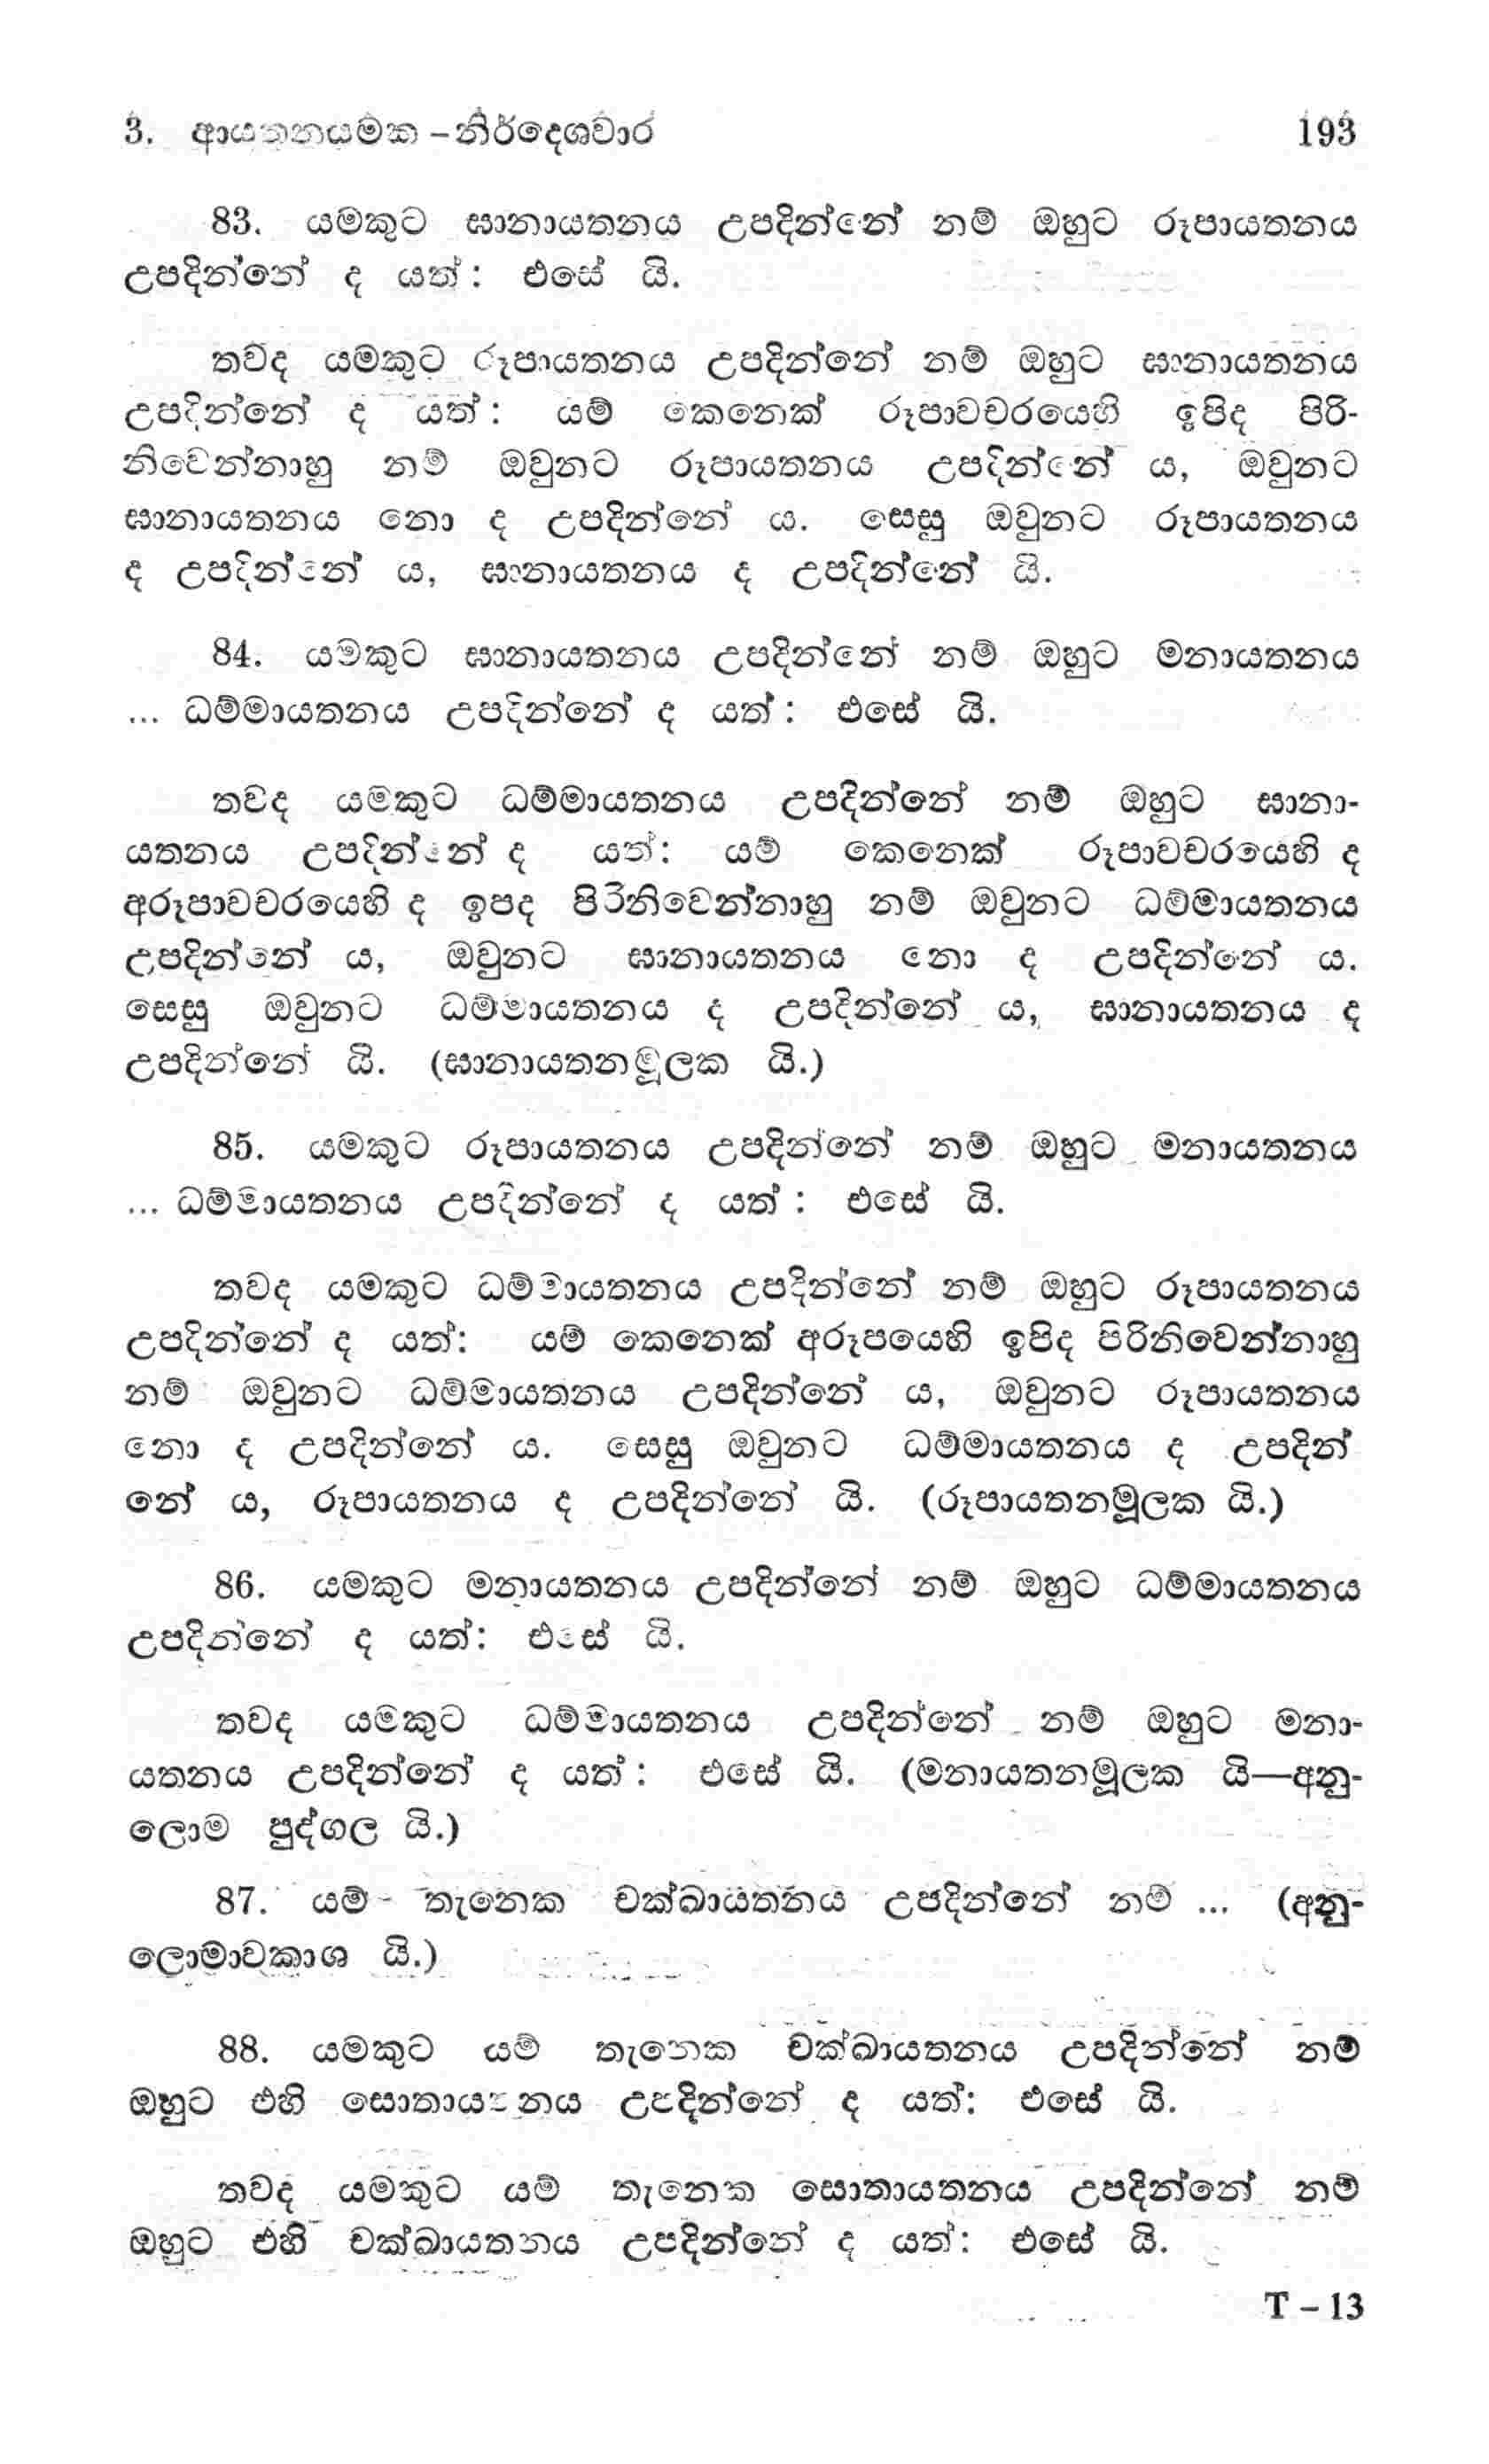 3. ආයතනයමක – නිර්දෙශවාර 193
83. යමකුට ඝානායතනය උපදින්නේ නම් ඔහුට රූපායතනය
උපදින්නේ ද යත්: එසේ යි.
තවද යමකුට රූපායතනය උපදින්නේ නම් ඔහුට ඝානායතනය
උපදින්නේ ද යත්: යම් කෙනෙක් රූපාවචරයෙහි ඉපිද පිරි-
නිවෙන්නාහු නම් ඔවුනට රූපායතනය උපදින්නේ ය, ඔවුනට
ඝානායතනය නො ද උපදින්නේ ය. සෙසු ඔවුනට රූපායතනය
ද උපදින්නේ ය, ඝානායතනය ද උපදින්නේ යි.
84. යමකුට ඝානායතනය උපදින්නේ නම් ඔහුට මනායතනය
... ධම්මායතනය උපදින්නේ ද යත්: එසේ යි.
තවද යමකුට ධම්මායතනය උපදින්නේ නම් ඔහුට ඝානා-
යතනය උපදින්නේ ද යත්: යම් කෙනෙක් රූපාවචරයෙහි ද
අරූපාවචරයෙහි ද ඉපද පිරිනිවෙන්නාහු නම් ඔවුනට ධම්මායතනය
උපදින්නේ ය, ඔවුනට ඝානායතනය නො ද උපදින්නේ ය.
සෙසු ඔවුනට ධම්මායතනය ද උපදින්නේ ය, ඝානායතනය ද
උපදින්නේ යි. (ඝානායතනමූලක යි.)
85. යමකුට රූපායතනය උපදින්නේ නම් ඔහුට මනායතනය
... ධම්මායතනය උපදින්නේ ද යත්: එසේ යි.
තවද යමකුට ධම්මායතනය උපදින්නේ නම් ඔහුට රූපායතනය
උපදින්නේ ද යත්: යම් කෙනෙක් අරූපයෙහි ඉපිද පිරිනිවෙන්නාහු
නම් ඔවුනට ධම්මායතනය උපදින්නේ ය, ඔවුනට රූපායතනය
නො ද උපදින්නේ ය. සෙසු ඔවුනට ධම්මායතනය ද උපදින්
නේ ය, රූපායතනය ද උපදින්නේ යි. (රූපායතනමූලක යි.)
86. යමකුට මනායතනය උපදින්නේ නම් ඔහුට ධම්මායතනය
උපදින්නේ ද යත්: එසේ යි.
තවද යමකුට ධම්මායතනය උපදින්නේ නම් ඔහුට මනා-
යතනය උපදින්නේ ද යත්: එසේ යි. (මනායතනමූලක යි—අනු-
ලොම පුද්ගල යි.)
87. යම් තැනෙක චක්ඛායතනය උපදින්නේ නම් ... (අනු-
ලොමාවකාශ යි.)
88. යමකුට යම් තැනෙක චක්ඛායතනය උපදින්නේ නම්
ඔහුට එහි සොතායතනය උපදින්නේ ද යත්: එසේ යි.
තවද යමකුට යම් තැනෙක සොතායතනය උපදින්නේ නම්
ඔහුට එහි චක්ඛායතනය උපදින්නේ ද යත්: එසේ යි.
T – 13